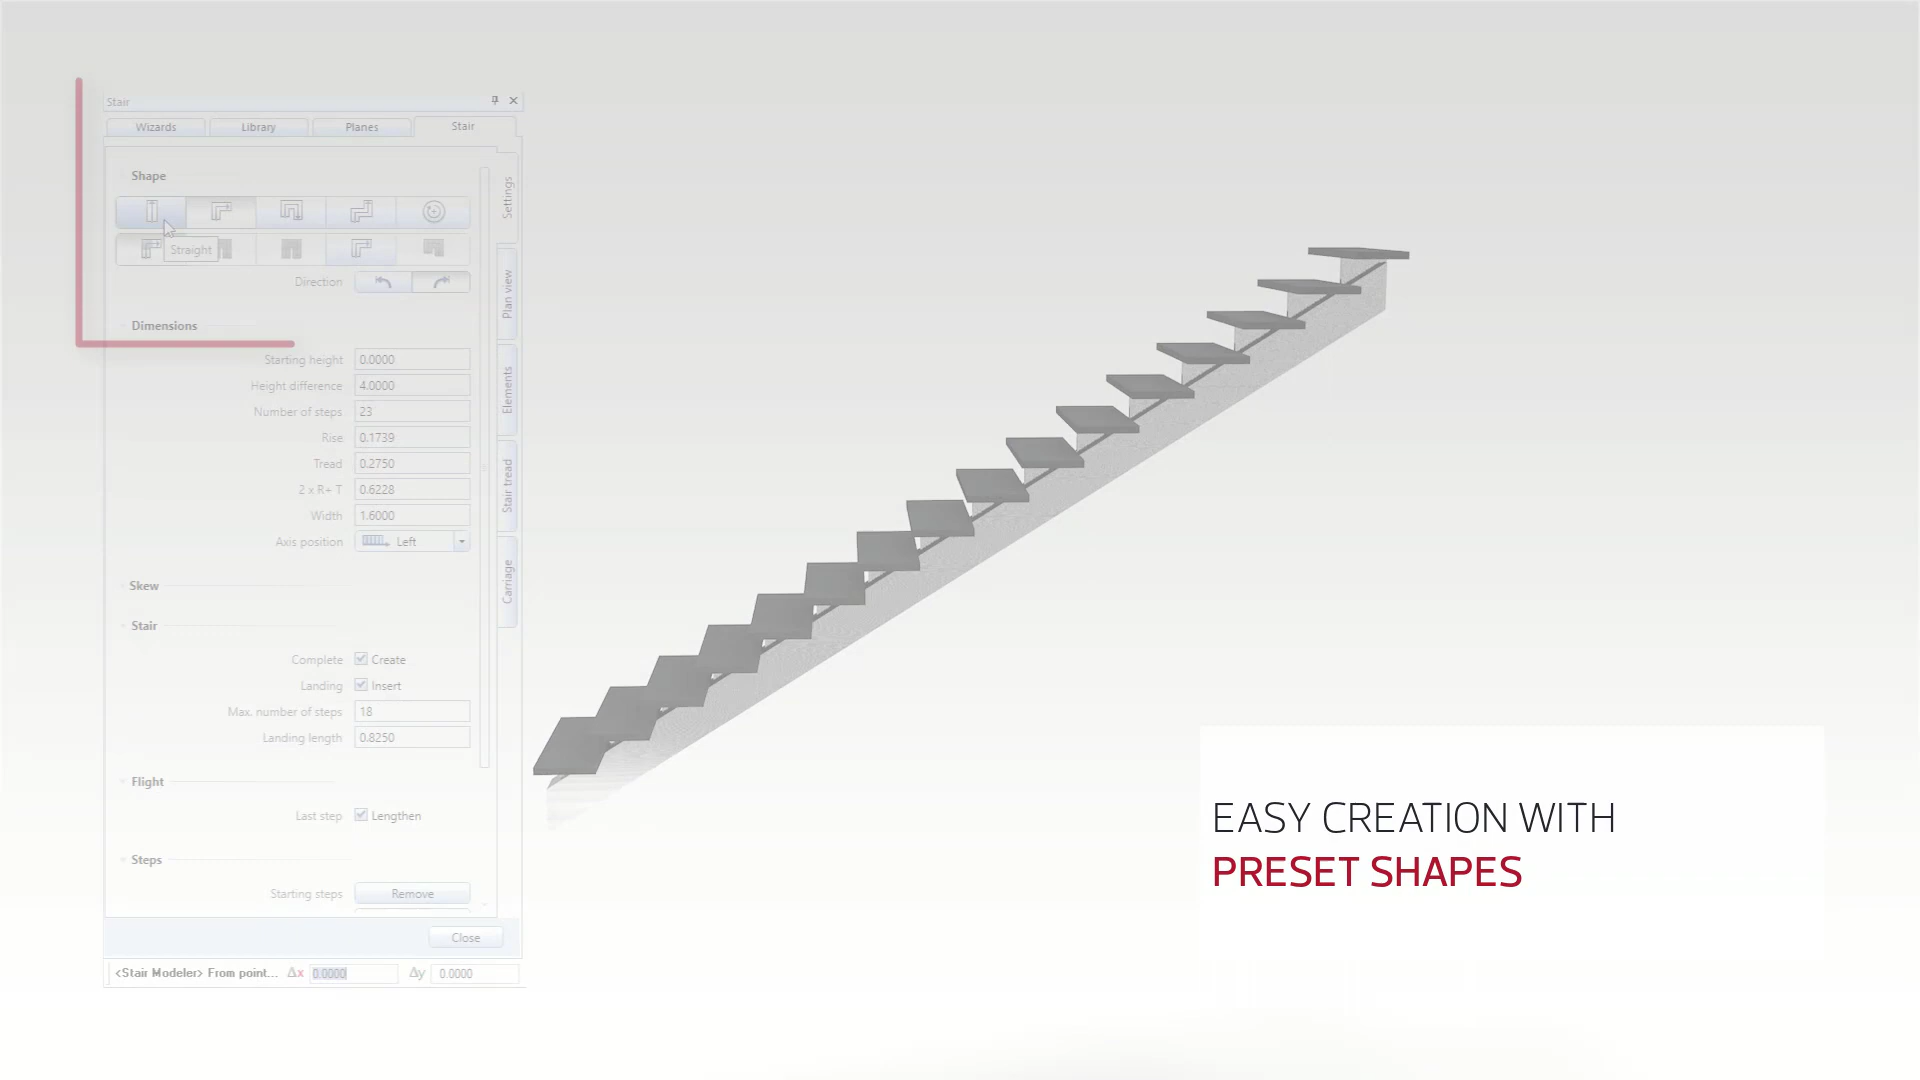 Stair
Wizards
Library
Planes
Stair
Shape
Straight
Direction
Dimensions
Starting height 0.0000
Height difference 4.0000
Number of steps 23
Rise 0.1739
Tread 0.2750
2 x R+ T 0.6228
Width 1.6000
Axis position Left
Skew
Stair
Complete Create
Landing Insert
Max. number of steps 18
Landing length 0.8250
Flight
Last step Lengthen
Steps
Starting steps Remove
Close
<Stair Modeler> From point... Δx 0.0000 Δy 0.0000
Settings
Plan view
Elements
Stair tread
Carriage
EASY CREATION WITH
PRESET SHAPES